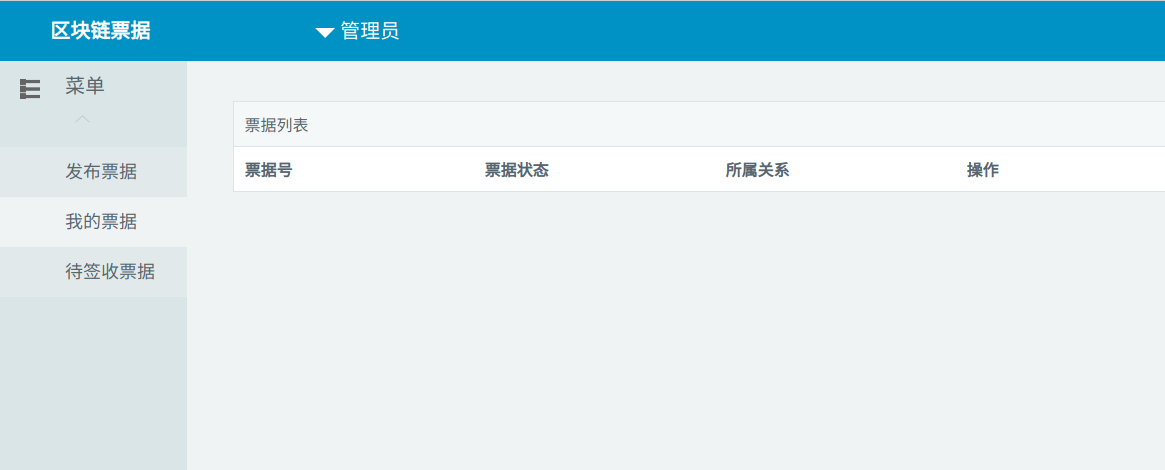 区块链票据 管理员
菜单
发布票据
我的票据
待签收票据
票据列表
票据号 票据状态 所属关系 操作